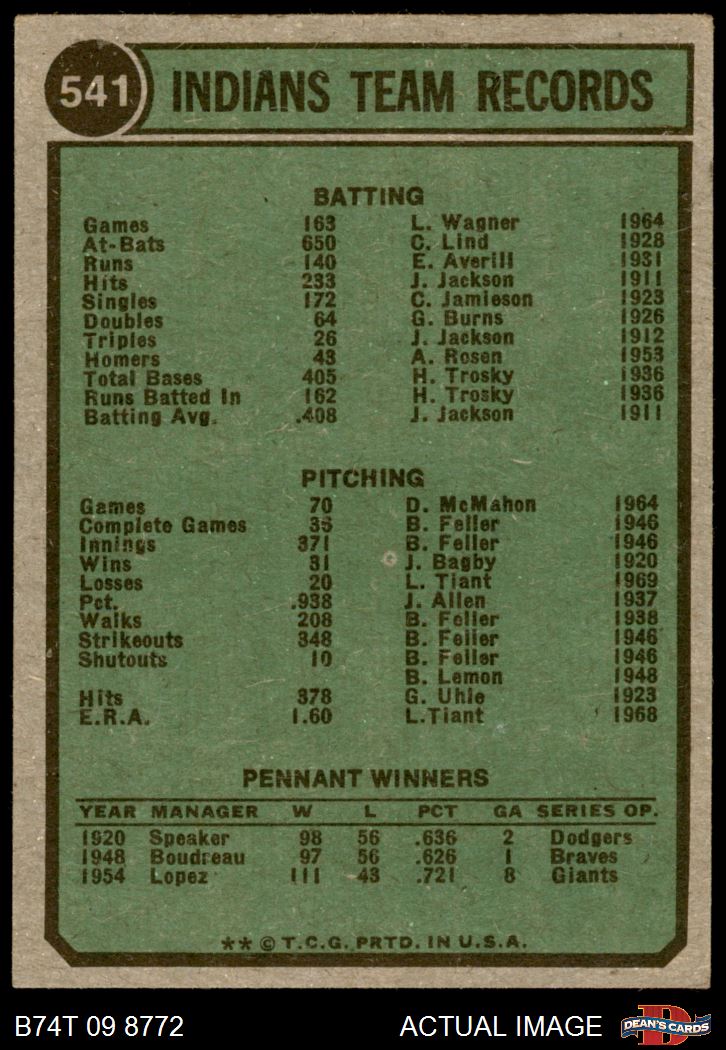 541 INDIANS TEAM RECORDS
BATTING
Games 163 L. Wagner 1964
At-Bats 650 C. Lind 1928
Runs 140 E. Averill 1931
Hits 233 J. Jackson 1911
Singles 172 C. Jamieson 1923
Doubles 64 G. Burns 1926
Triples 26 J. Jackson 1912
Homers 43 A. Rosen 1953
Total Bases 405 H. Trosky 1936
Runs Batted In 162 H. Trosky 1936
Batting Avg. .408 J. Jackson 1911
PITCHING
Games 70 D. McMahon 1964
Complete Games 36 B. Feller 1946
Innings 371 B. Feller 1946
Wins 31 J. Bagby 1920
Losses 20 L. Tiant 1969
Pct. .938 J. Allen 1937
Walks 208 B. Feller 1938
Strikeouts 348 B. Feller 1946
Shutouts 10 B. Feller 1946
B. Lemon 1948
Hits 378 G. Uhle 1923
E.R.A. 1.60 L.Tiant 1968
PENNANT WINNERS
YEAR MANAGER W L PCT GA SERIES OP.
1920 Speaker 98 56 .636 2 Dodgers
1948 Boudreau 97 56 .626 1 Braves
1954 Lopez 111 43 .721 8 Giants
** © T.C.G. PRTD. IN U.S.A.
B74T 09 8772 ACTUAL IMAGE D DEAN'S CARDS